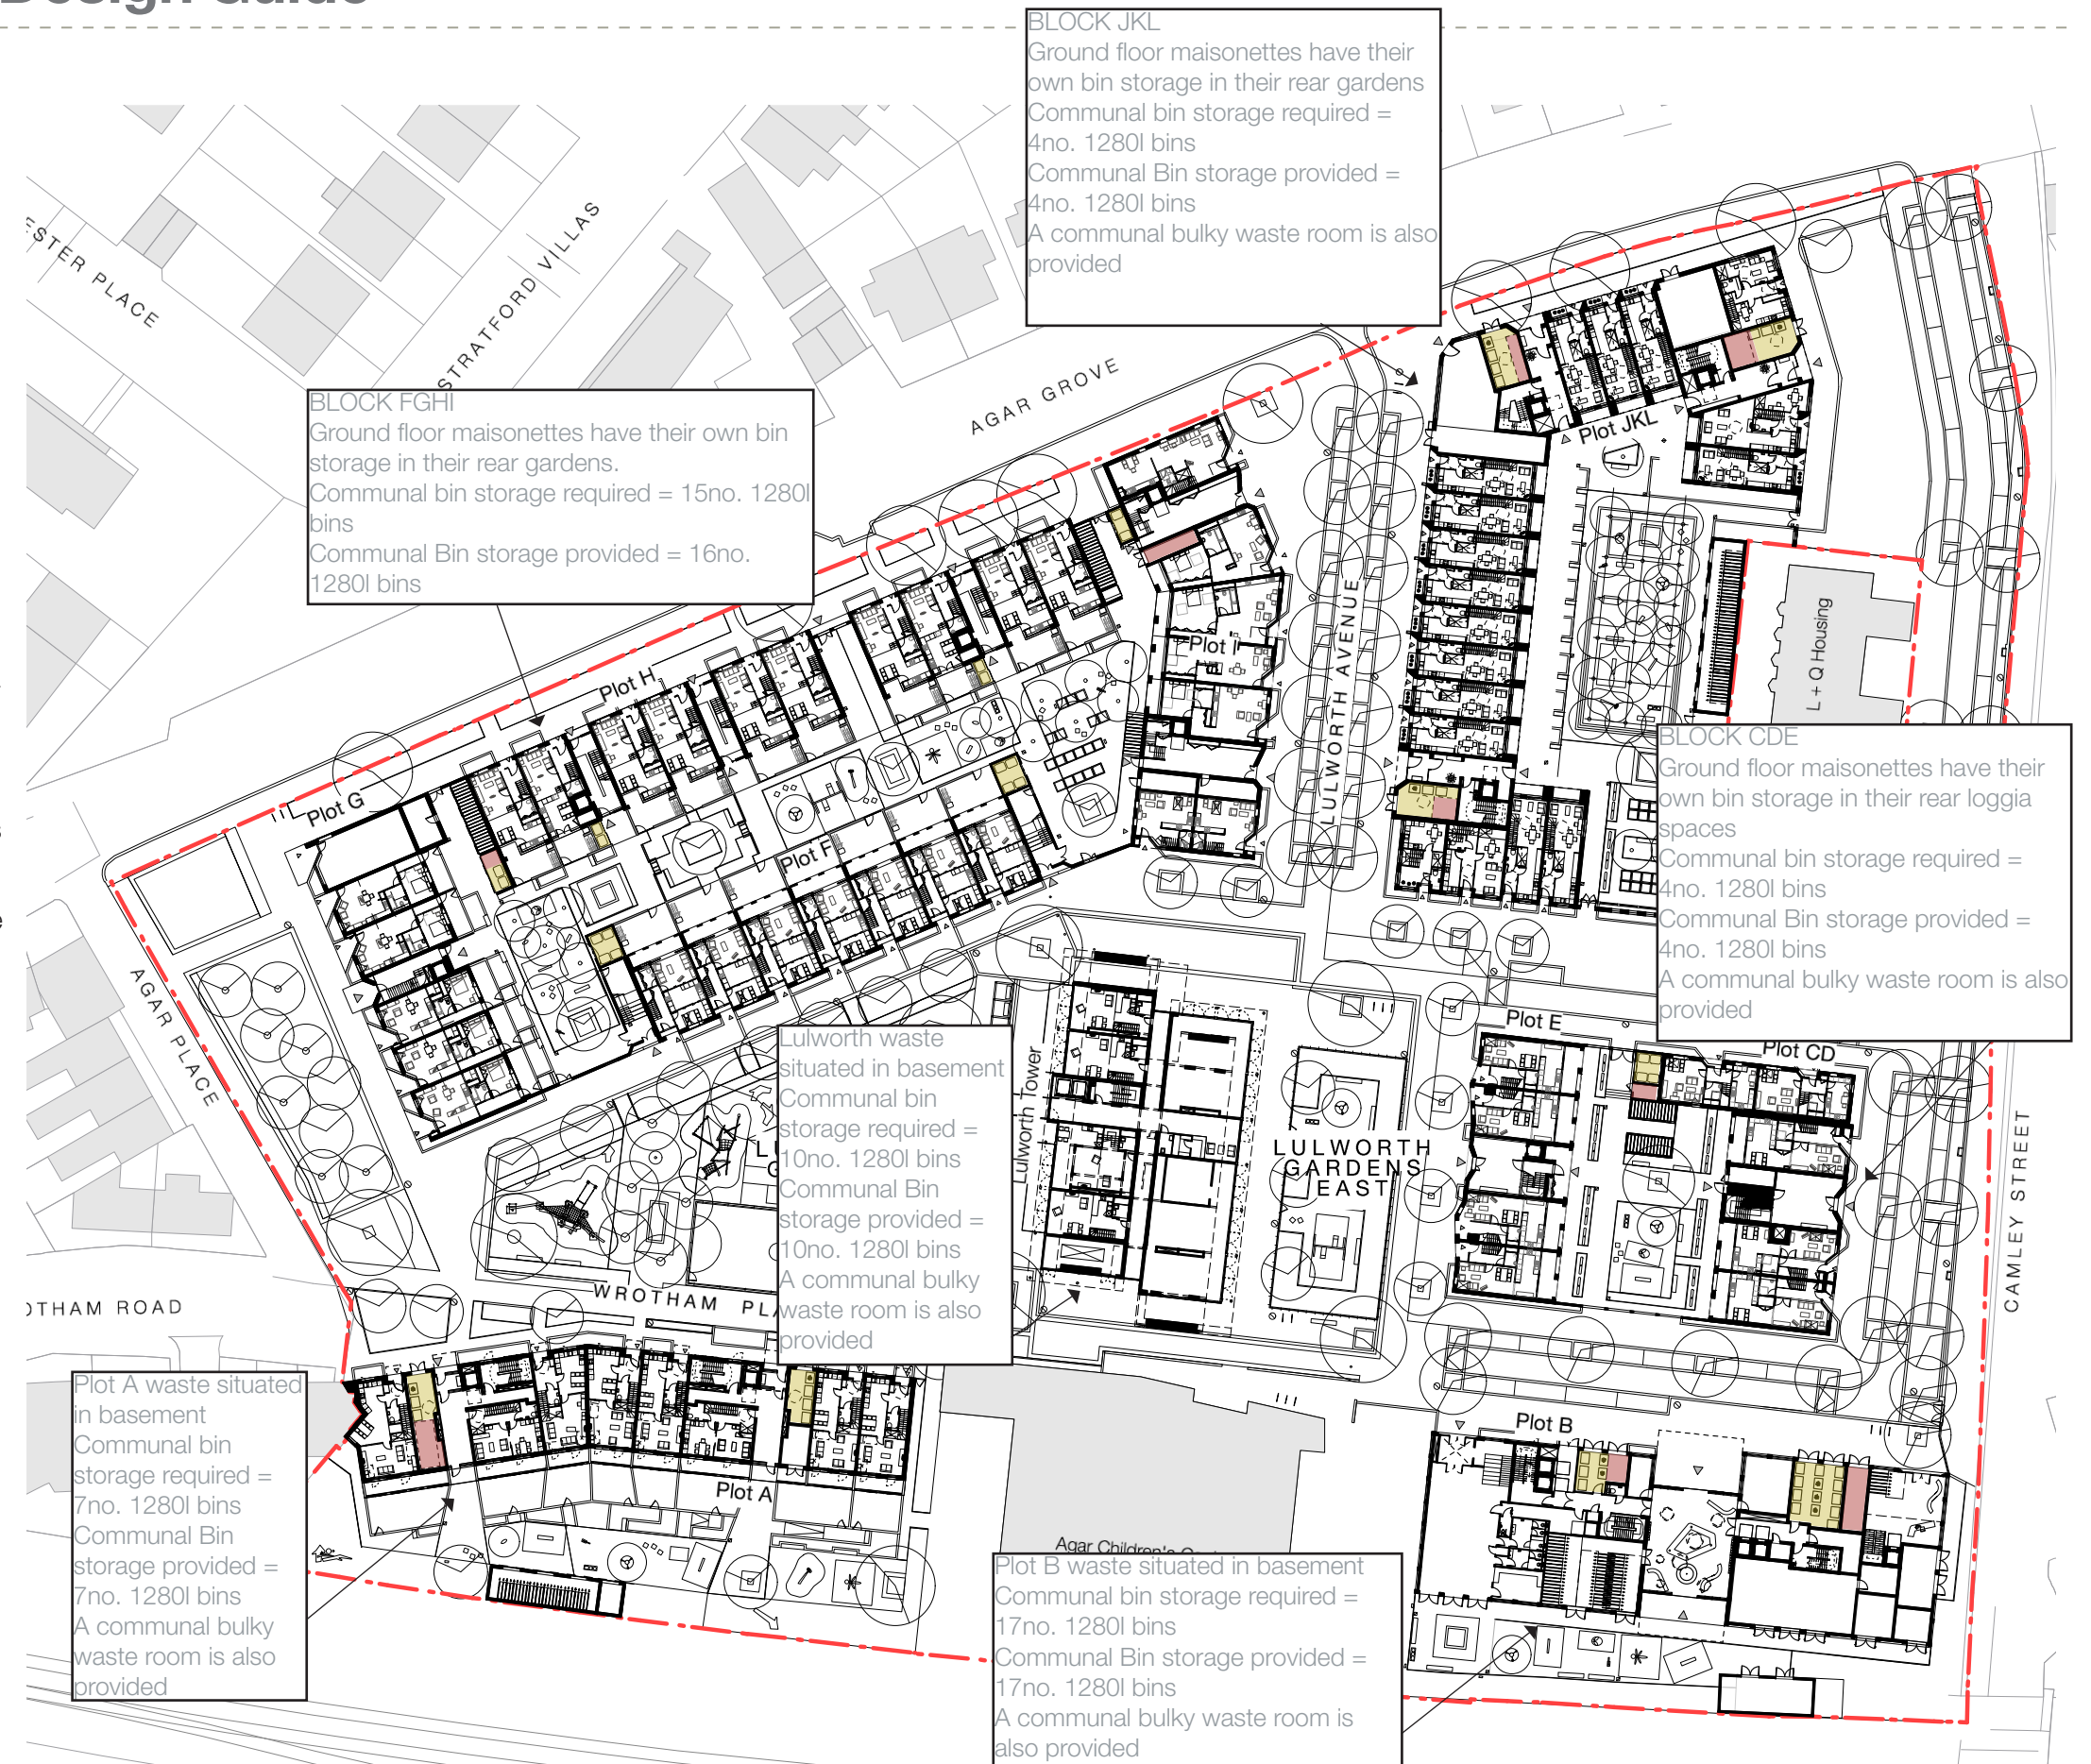 Design Guide
BLOCK JKL
Ground floor maisonettes have their
own bin storage in their rear gardens
Communal bin storage required =
4no. 1280l bins
Communal Bin storage provided =
4no. 1280l bins
A communal bulky waste room is also
provided
ESTER PLACE
STRATFORD VILLAS
AGAR GROVE
BLOCK FGHI
Ground floor maisonettes have their own bin
storage in their rear gardens.
Communal bin storage required = 15no. 1280l
bins
Communal Bin storage provided = 16no.
1280l bins
Plot JKL
Plot I
Plot H
Plot G
Plot F
LULWORTH AVENUE
L + Q Housing
BLOCK CDE
Ground floor maisonettes have their
own bin storage in their rear loggia
spaces
Communal bin storage required =
4no. 1280l bins
Communal Bin storage provided =
4no. 1280l bins
A communal bulky waste room is also
provided
AGAR PLACE
Plot E
Plot CD
Lulworth waste
situated in basement
Communal bin
storage required =
10no. 1280l bins
Communal Bin
storage provided =
10no. 1280l bins
A communal bulky
waste room is also
provided
Lulworth Tower
LULWORTH
GARDENS
EAST
CAMLEY STREET
OTHAM ROAD
WROTHAM PLA
Plot A waste situated
in basement
Communal bin
storage required =
7no. 1280l bins
Communal Bin
storage provided =
7no. 1280l bins
A communal bulky
waste room is also
provided
Plot A
Plot B
Agar Children's
Plot B waste situated in basement
Communal bin storage required =
17no. 1280l bins
Communal Bin storage provided =
17no. 1280l bins
A communal bulky waste room is
also provided